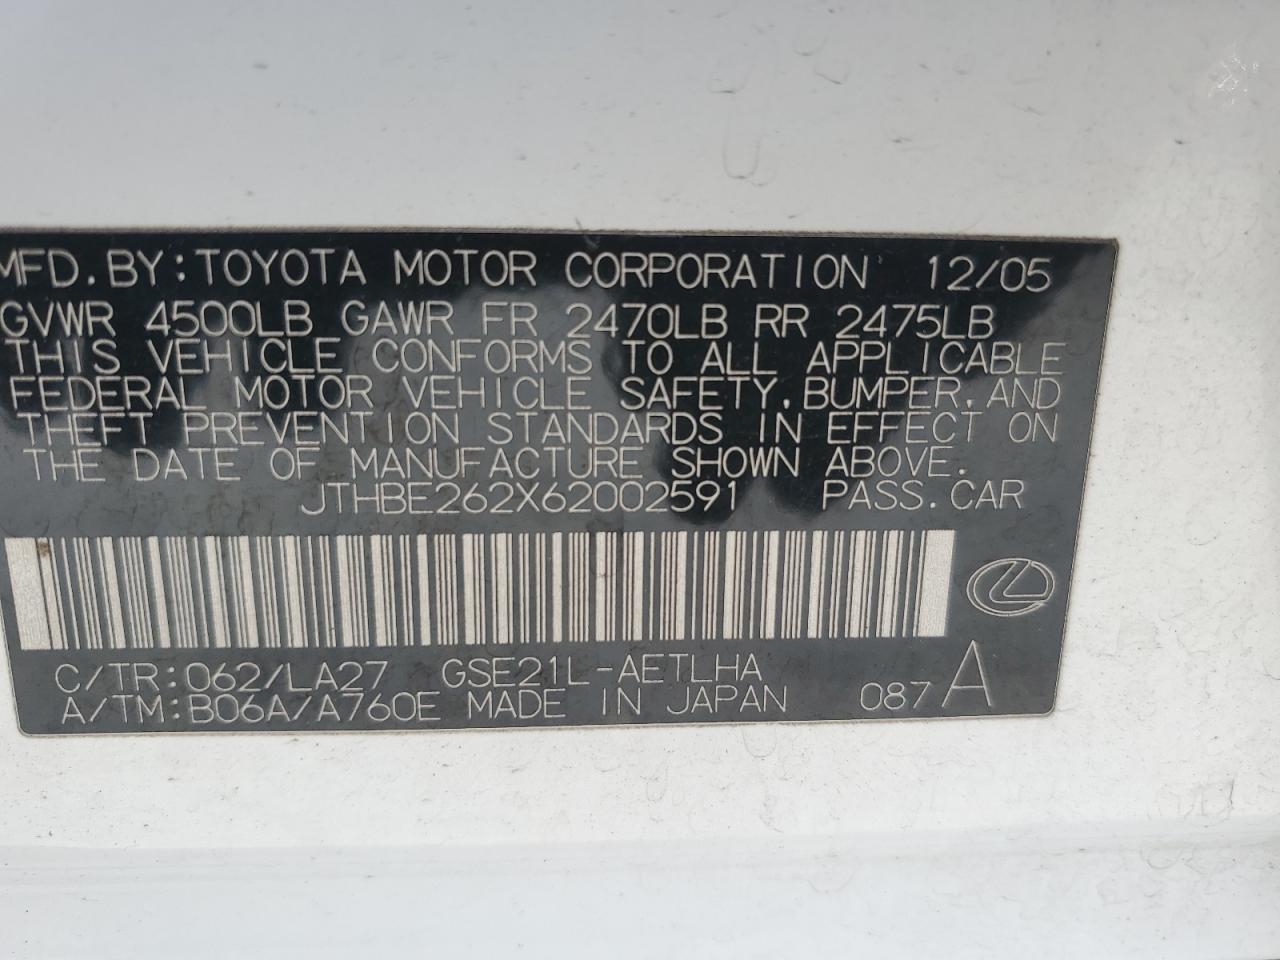 MFD. BY: TOYOTA MOTOR CORPORATION 12/05
GVWR 4500LB GAWR FR 2470LB RR 2475LB
THIS VEHICLE CONFORMS TO ALL APPLICABLE
FEDERAL MOTOR VEHICLE SAFETY, BUMPER, AND
THEFT PREVENTION STANDARDS IN EFFECT ON
THE DATE OF MANUFACTURE SHOWN ABOVE.
JTHBE262X62002591 PASS. CAR
C/TR: 062/LA27 GSE21L-AETLHA
A/TM: B06A/A760E MADE IN JAPAN 087 A